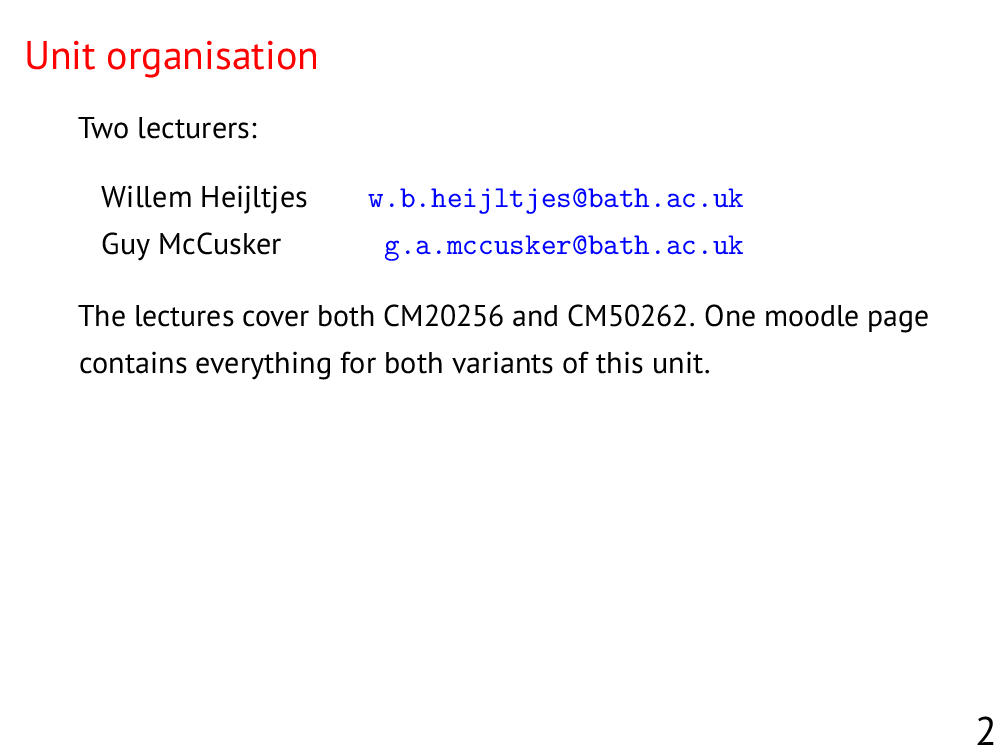 Unit organisation
Two lecturers:
Willem Heijltjes w.b.heijltjes@bath.ac.uk
Guy McCusker g.a.mccusker@bath.ac.uk
The lectures cover both CM20256 and CM50262. One moodle page
contains everything for both variants of this unit.
2